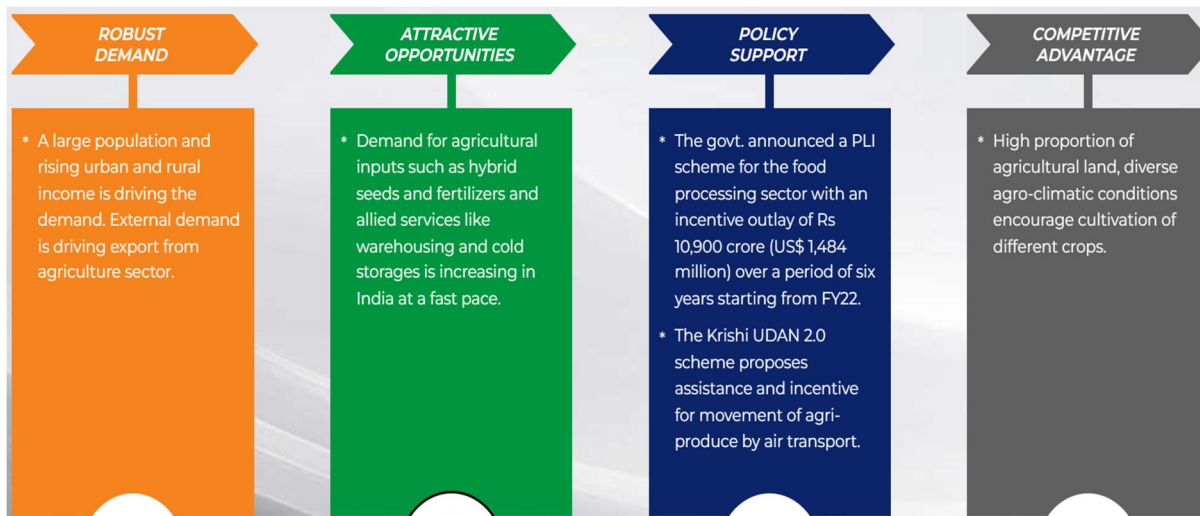 ROBUST
DEMAND
* A large population and
rising urban and rural
income is driving the
demand. External demand
is driving export from
agriculture sector.
ATTRACTIVE
OPPORTUNITIES
* Demand for agricultural
inputs such as hybrid
seeds and fertilizers and
allied services like
warehousing and cold
storages is increasing in
India at a fast pace.
POLICY
SUPPORT
* The govt. announced a PLI
scheme for the food
processing sector with an
incentive outlay of Rs
10,900 crore (US$ 1,484
million) over a period of six
years starting from FY22.
* The Krishi UDAN 2.0
scheme proposes
assistance and incentive
for movement of agri-
produce by air transport.
COMPETITIVE
ADVANTAGE
* High proportion of
agricultural land, diverse
agro-climatic conditions
encourage cultivation of
different crops.